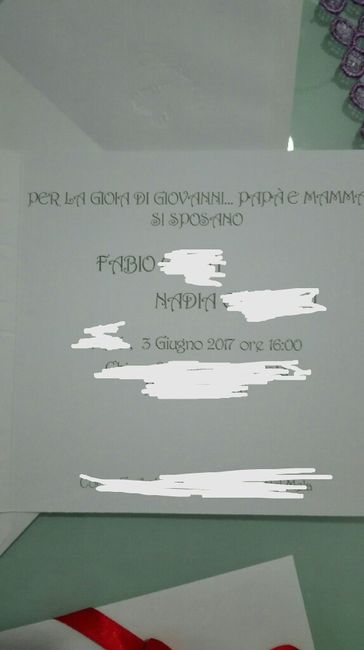 PER LA GIOIA DI GIOVANNI... PAPÀ E MAMMA
SI SPOSANO
FABIO
NADIA
, 3 Giugno 2017 ore 16:00